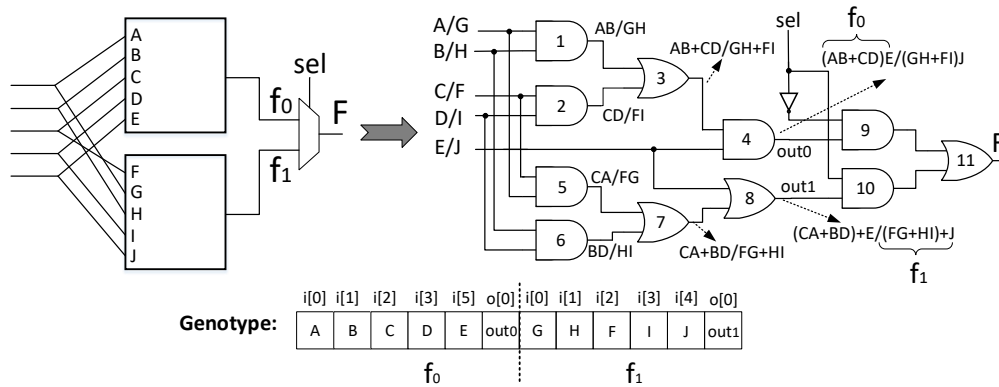 A
B
C
D
E
F
G
H
I
J
f0
f1
sel
F
A/G
B/H
C/F
D/I
E/J
1
2
3
4
5
6
7
8
9
10
11
AB/GH
CD/FI
AB+CD/GH+FI
CA/FG
BD/HI
CA+BD/FG+HI
sel
f0
(AB+CD)E/(GH+FI)J
out0
out1
(CA+BD)+E/(FG+HI)+J
f1
F
i[0] i[1] i[2] i[3] i[5] o[0] i[0] i[1] i[2] i[3] i[4] o[0]
Genotype: A B C D E out0 G H F I J out1
f0 f1